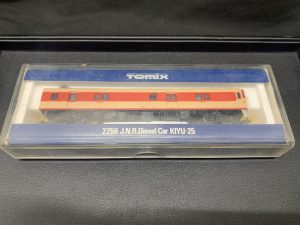 TOMIX
2256 J.N.R.Diesel Car KIYU-25